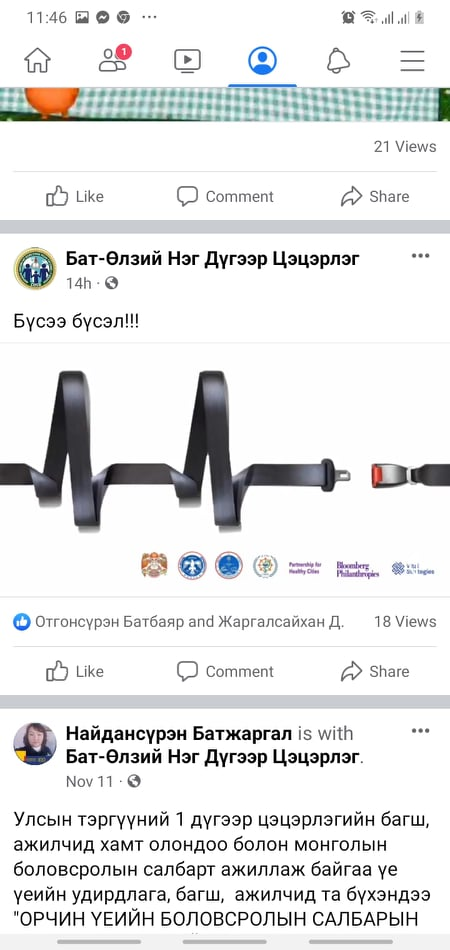 11:46
1
21 Views
Like Comment Share
Бат-Өлзий Нэг Дүгээр Цэцэрлэг
14h
Бүсээ бүсэл!!!
Partnership for
Healthy Cities
Bloomberg
Philanthropies
Отгонсүрэн Батбаяр and Жаргалсайхан Д. 18 Views
Like Comment Share
Найдансүрэн Батжаргал is with
Бат-Өлзий Нэг Дүгээр Цэцэрлэг.
Nov 11
Улсын тэргүүний 1 дүгээр цэцэрлэгийн багш,
ажилчид хамт олондоо болон монголын
боловсролын салбарт ажиллаж байгаа үе
үеийн удирдлага, багш, ажилчид та бүхэндээ
"ОРЧИН ҮЕИЙН БОЛОВСРОЛЫН САЛБАРЫН